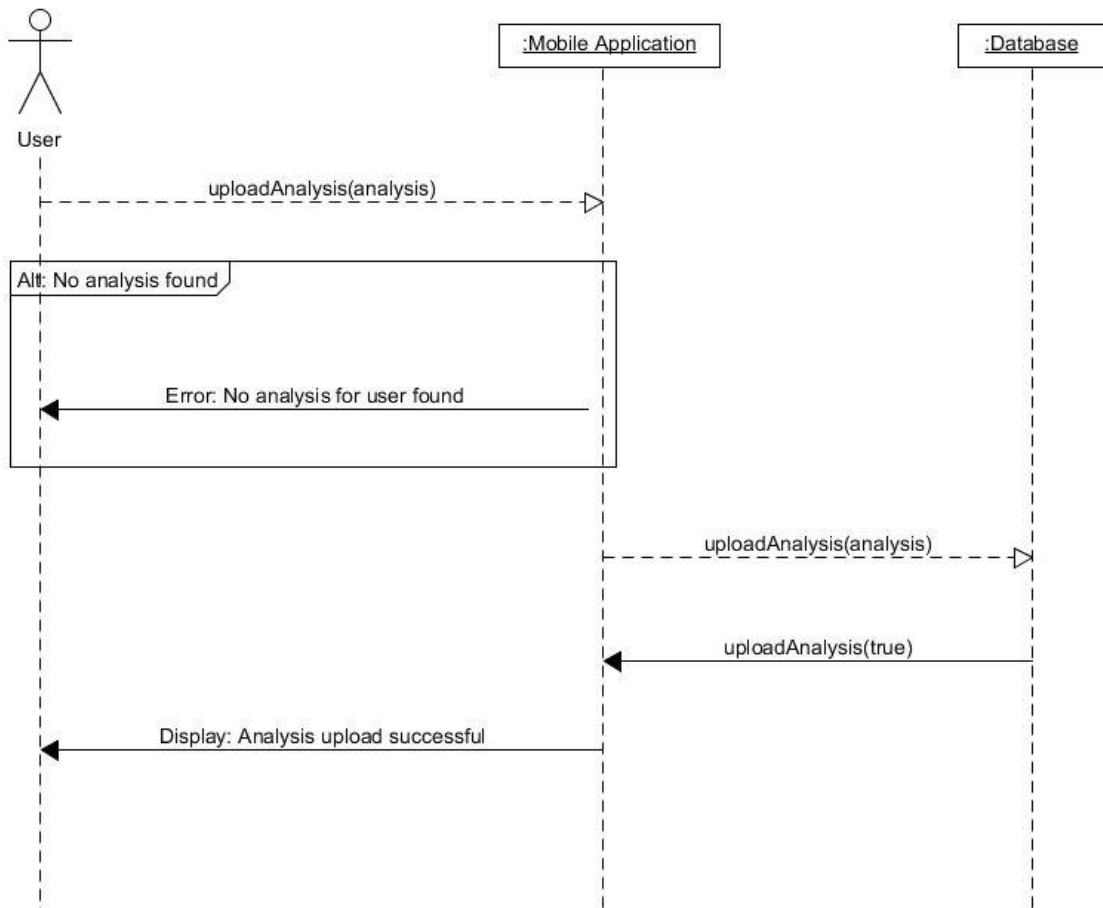 :Mobile Application
:Database
User
uploadAnalysis(analysis)
Alt: No analysis found
Error: No analysis for user found
uploadAnalysis(analysis)
uploadAnalysis(true)
Display: Analysis upload successful